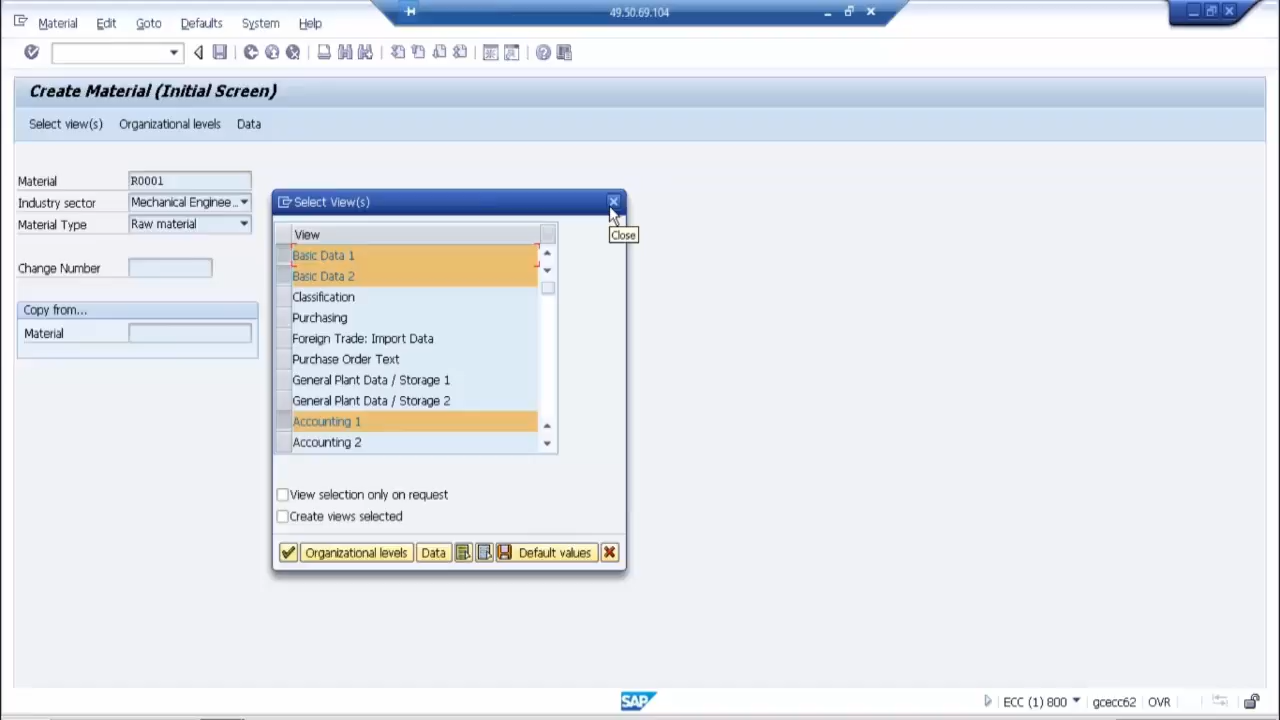 49.50.69.104
Material Edit Goto Defaults System Help
Create Material (Initial Screen)
Select view(s) Organizational levels Data
Material R0001
Industry sector Mechanical Enginee...
Material Type Raw material
Change Number
Copy from...
Material
Select View(s)
Close
View
Basic Data 1
Basic Data 2
Classification
Purchasing
Foreign Trade: Import Data
Purchase Order Text
General Plant Data / Storage 1
General Plant Data / Storage 2
Accounting 1
Accounting 2
View selection only on request
Create views selected
Organizational levels Data Default values
SAP
ECC (1) 800 gcecc62 OVR